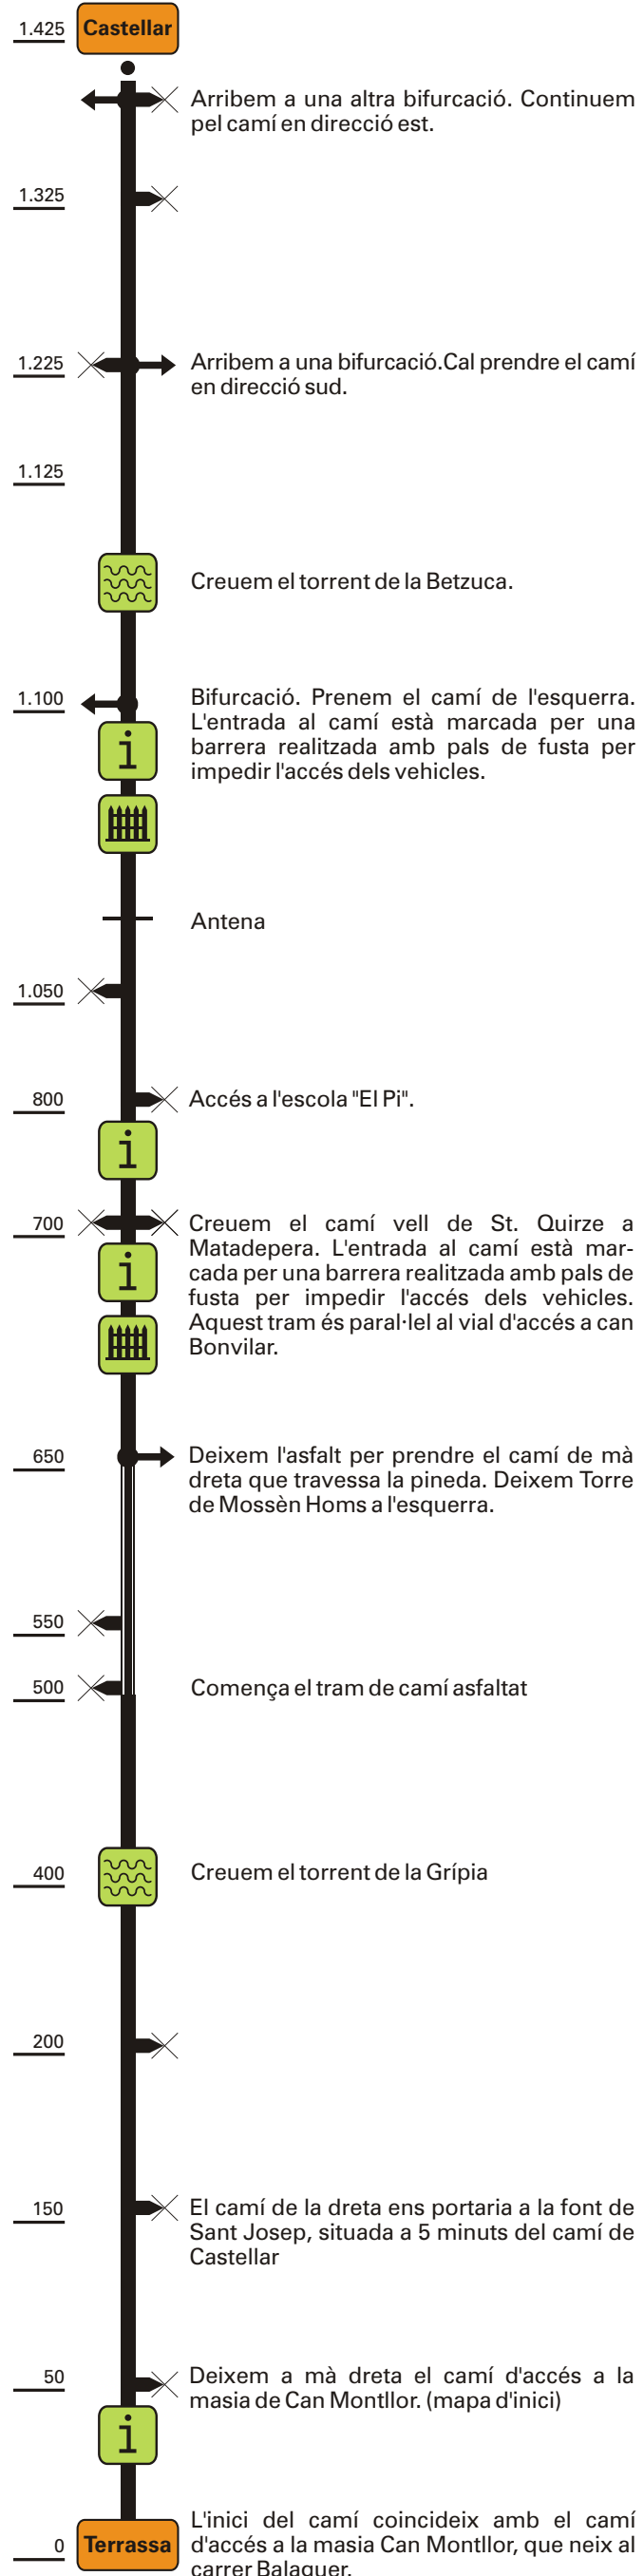 1.425 Castellar
Arribem a una altra bifurcació. Continuem
pel camí en direcció est.
1.325
1.225
Arribem a una bifurcació.Cal prendre el camí
en direcció sud.
1.125
Creuem el torrent de la Betzuca.
1.100
Bifurcació. Prenem el camí de l'esquerra.
L'entrada al camí està marcada per una
barrera realitzada amb pals de fusta per
impedir l'accés dels vehicles.
i
Antena
1.050
800
Accés a l'escola "El Pi".
i
700
Creuem el camí vell de St. Quirze a
Matadepera. L'entrada al camí està mar-
cada per una barrera realitzada amb pals de
fusta per impedir l'accés dels vehicles.
Aquest tram és paral·lel al vial d'accés a can
Bonvilar.
i
650
Deixem l'asfalt per prendre el camí de mà
dreta que travessa la pineda. Deixem Torre
de Mossèn Homs a l'esquerra.
550
500
Comença el tram de camí asfaltat
400
Creuem el torrent de la Grípia
200
150
El camí de la dreta ens portaria a la font de
Sant Josep, situada a 5 minuts del camí de
Castellar
50
Deixem a mà dreta el camí d'accés a la
masia de Can Montllor. (mapa d'inici)
i
0 Terrassa
L'inici del camí coincideix amb el camí
d'accés a la masia Can Montllor, que neix al
carrer Balaguer.